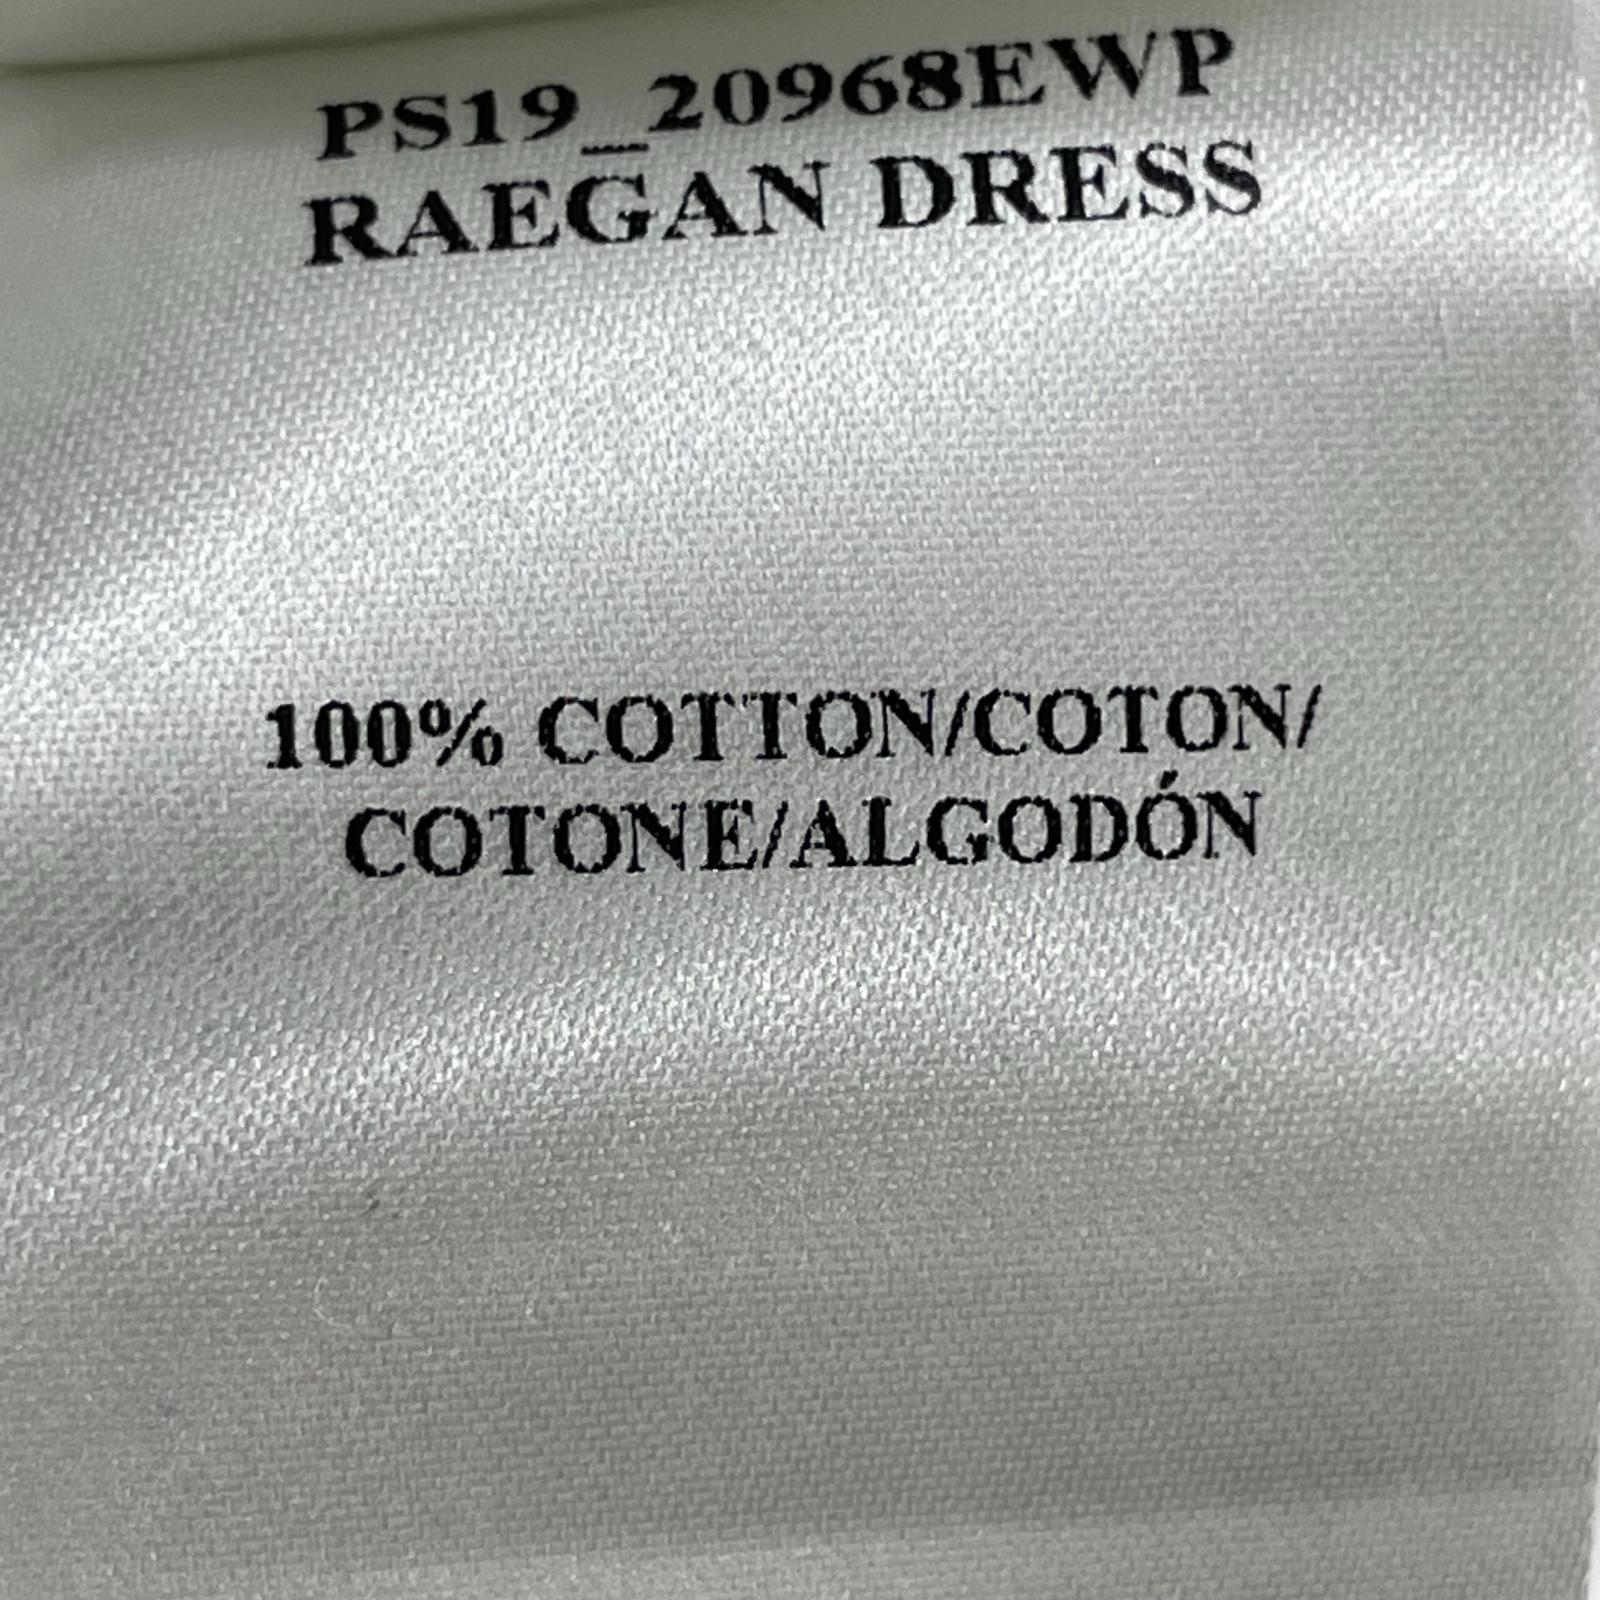 PS19_20968EWP
RAEGAN DRESS
100% COTTON/COTON/
COTONE/ALGODÓN